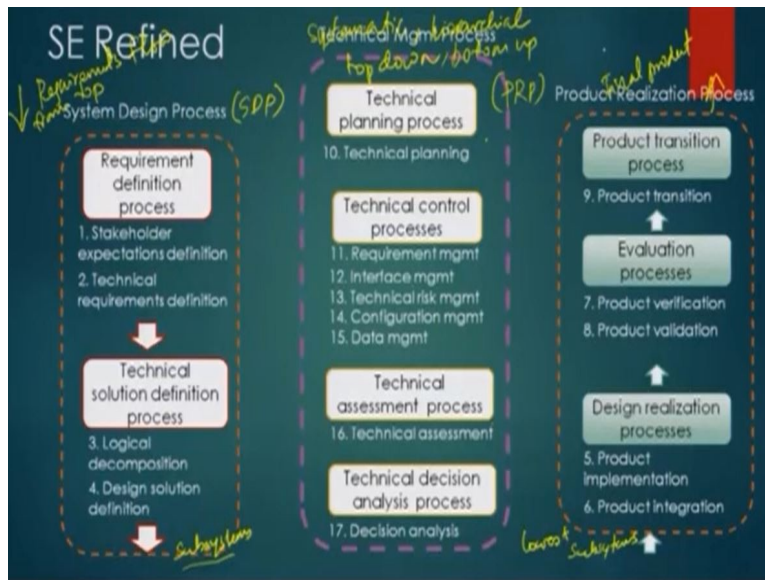 SE Refined
Requirements flow
from top
System Design Process (SDP)
Requirement
definition
process
1. Stakeholder
expectations definition
2. Technical
requirements definition
Technical
solution definition
process
3. Logical
decomposition
4. Design solution
definition
subsystems
Systematic hierarchial
Technical Mgmt Process
top down/bottom up
Technical
planning process
10. Technical planning
Technical control
processes
11. Requirement mgmt
12. Interface mgmt
13. Technical risk mgmt
14. Configuration mgmt
15. Data mgmt
Technical
assessment process
16. Technical assessment
Technical decision
analysis process
17. Decision analysis
product
(PRP) Product Realization Process
Product transition
process
9. Product transition
Evaluation
processes
7. Product verification
8. Product validation
Design realization
processes
5. Product
implementation
6. Product integration
Lowest
subsystems